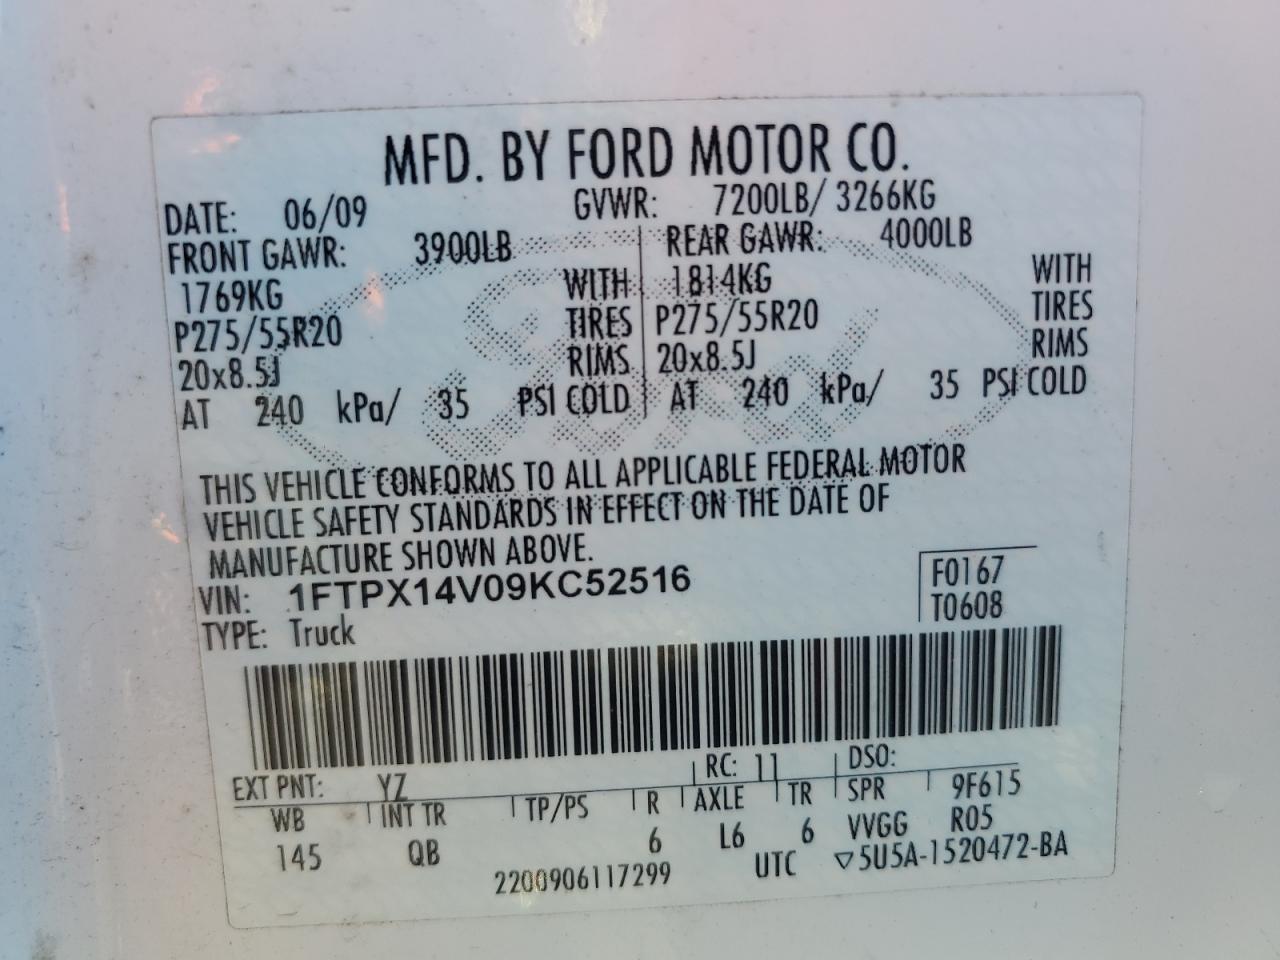 MFD. BY FORD MOTOR CO.
DATE: 06/09 GVWR: 7200LB/ 3266KG
FRONT GAWR: 3900LB REAR GAWR: 4000LB
1769KG WITH 1814KG WITH
P275/55R20 TIRES P275/55R20 TIRES
20x8.5J RIMS 20x8.5J RIMS
AT 240 kPa/ 35 PSI COLD AT 240 kPa/ 35 PSI COLD
THIS VEHICLE CONFORMS TO ALL APPLICABLE FEDERAL MOTOR
VEHICLE SAFETY STANDARDS IN EFFECT ON THE DATE OF
MANUFACTURE SHOWN ABOVE.
VIN: 1FTPX14V09KC52516 F0167
TYPE: Truck T0608
EXT PNT: YZ RC: 11 DSO:
WB INT TR TP/PS R AXLE TR SPR 9F615
145 QB 6 L6 6 VVGG R05
2200906117299 UTC ▽5U5A-1520472-BA
Ford